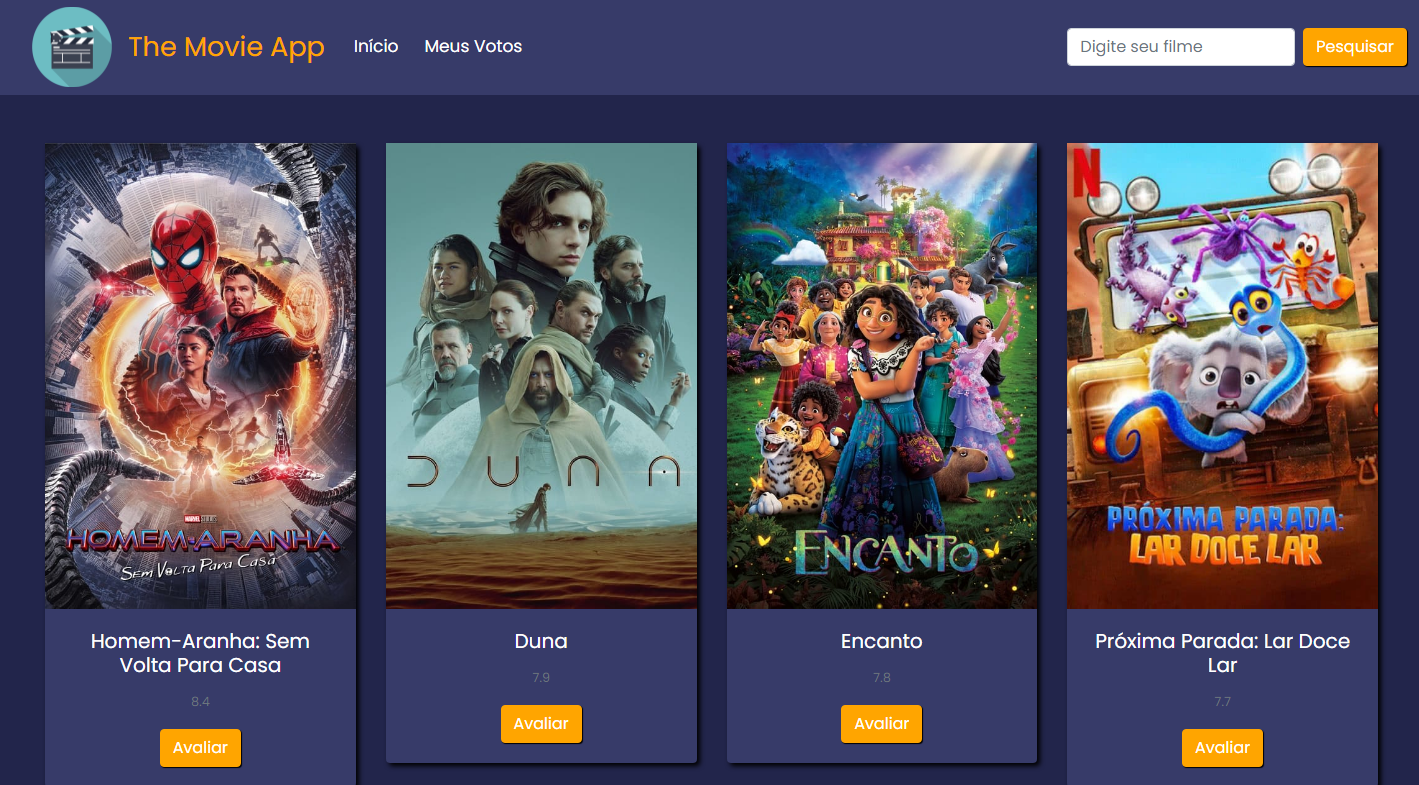 The Movie App
Início
Meus Votos
Digite seu filme
Pesquisar
MARVEL STUDIOS
HOMEM-ARANHA
SEM VOLTA PARA CASA
DUNA
ENCANTO
N
PRÓXIMA PARADA:
LAR DOCE LAR
Homem-Aranha: Sem
Volta Para Casa
8.4
Avaliar
Duna
7.9
Avaliar
Encanto
7.8
Avaliar
Próxima Parada: Lar Doce
Lar
7.7
Avaliar